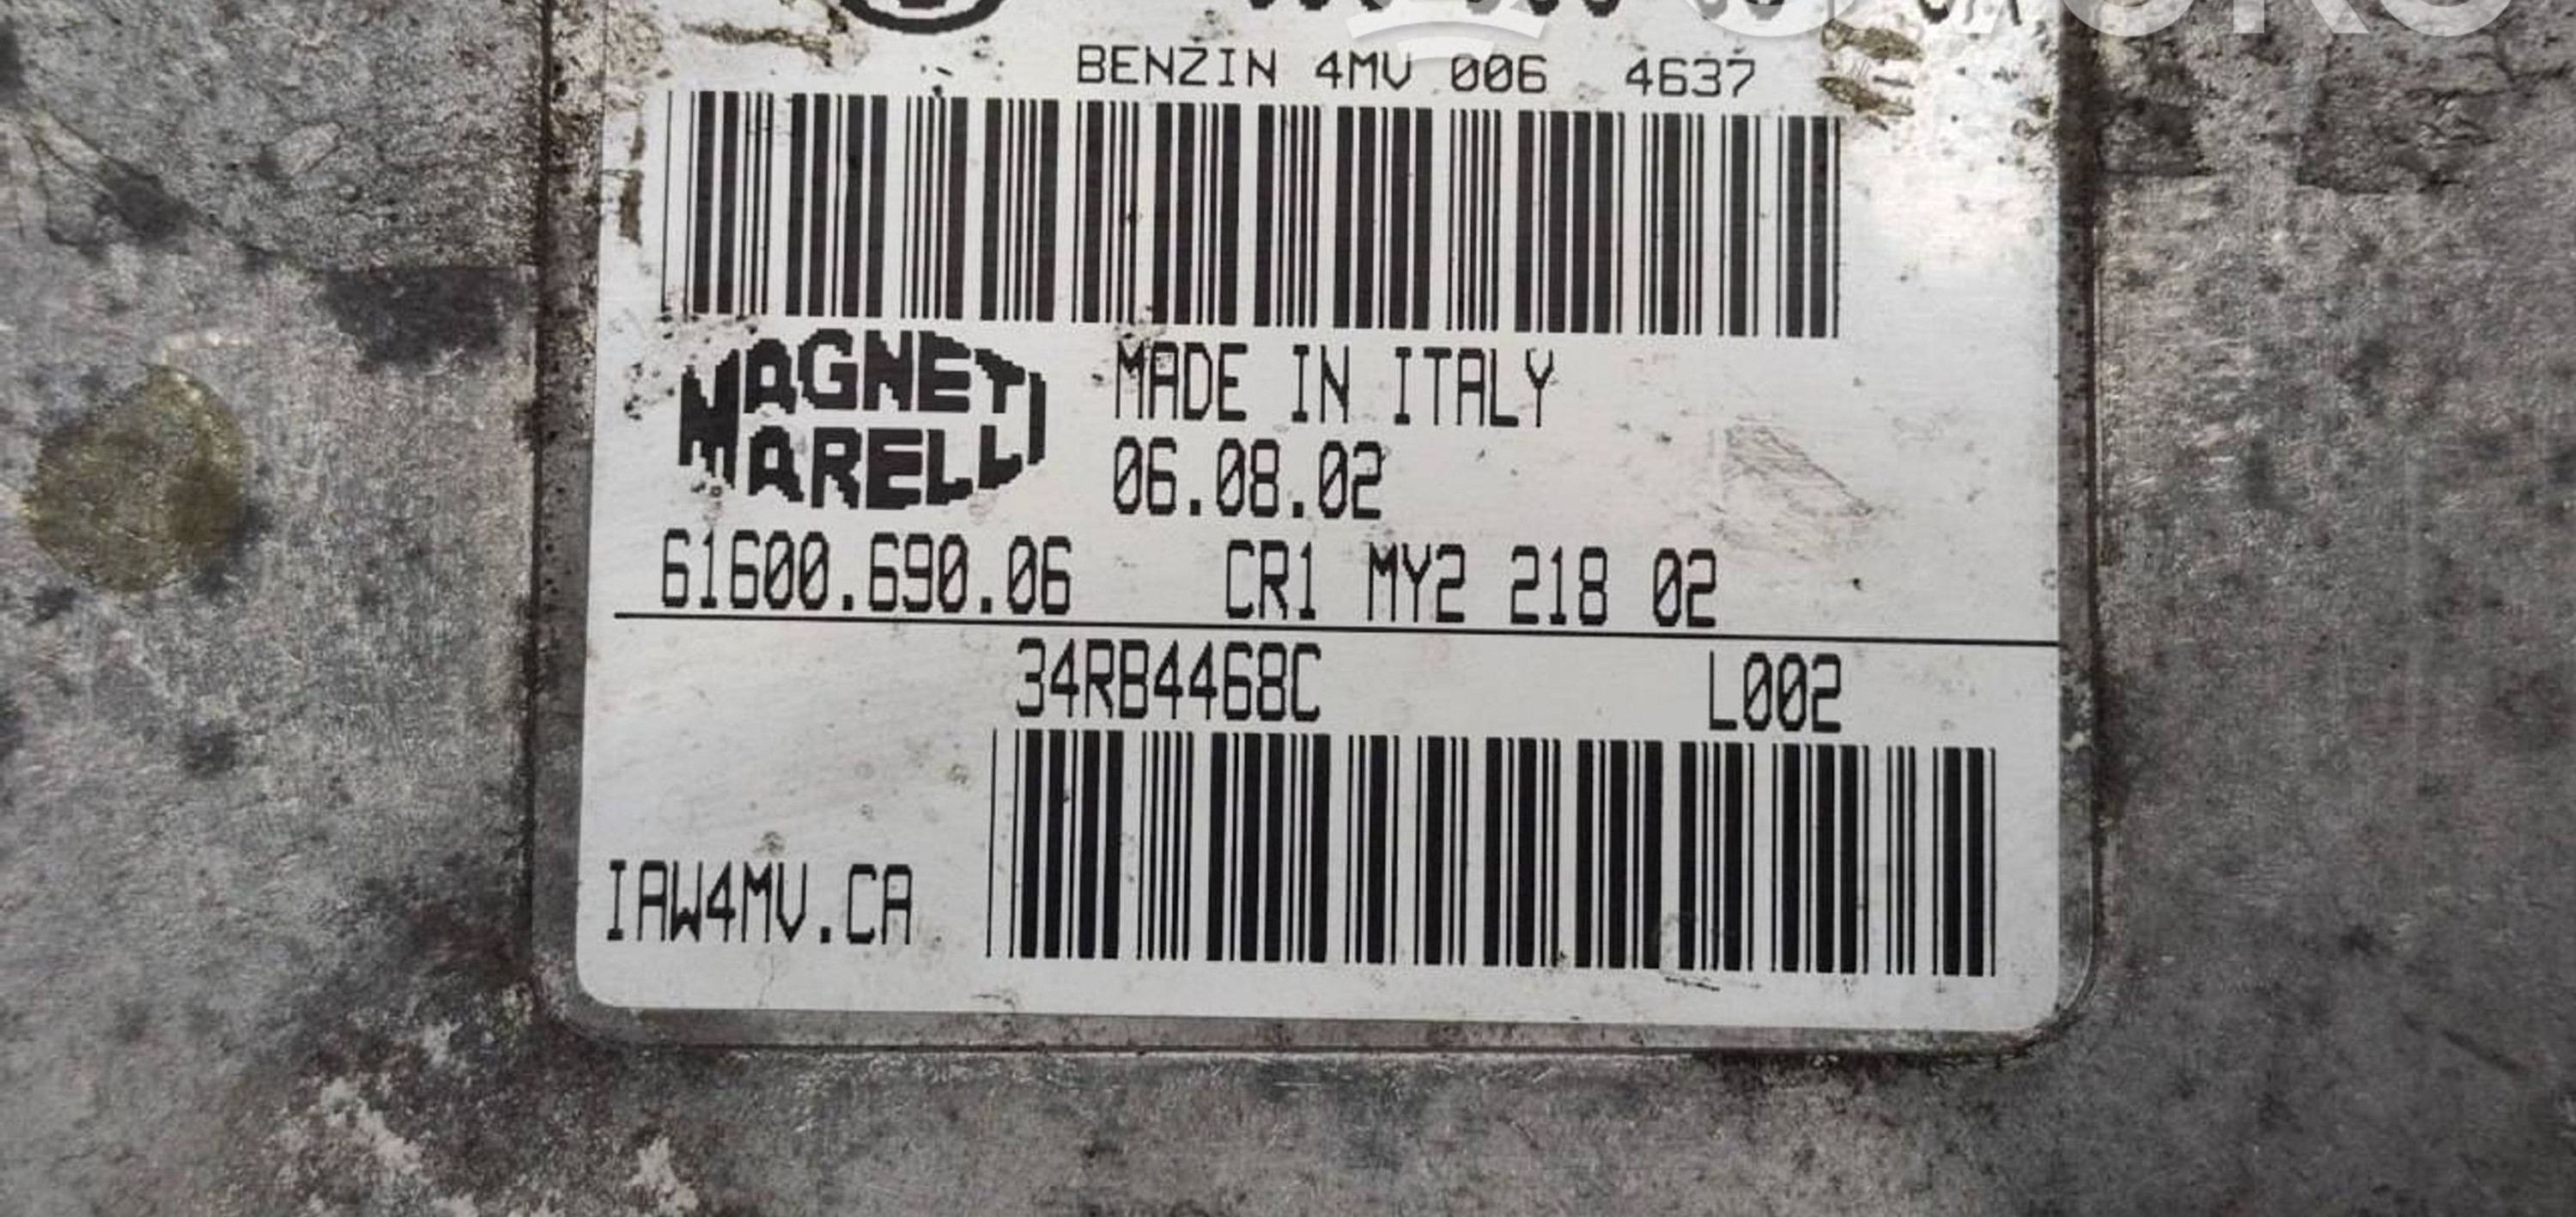 BENZIN 4MV 006 4637
MAGNETI MARELLI
MADE IN ITALY
06.08.02
61600.690.06 CR1 MY2 218 02
34RB4468C L002
IAW4MV.CA